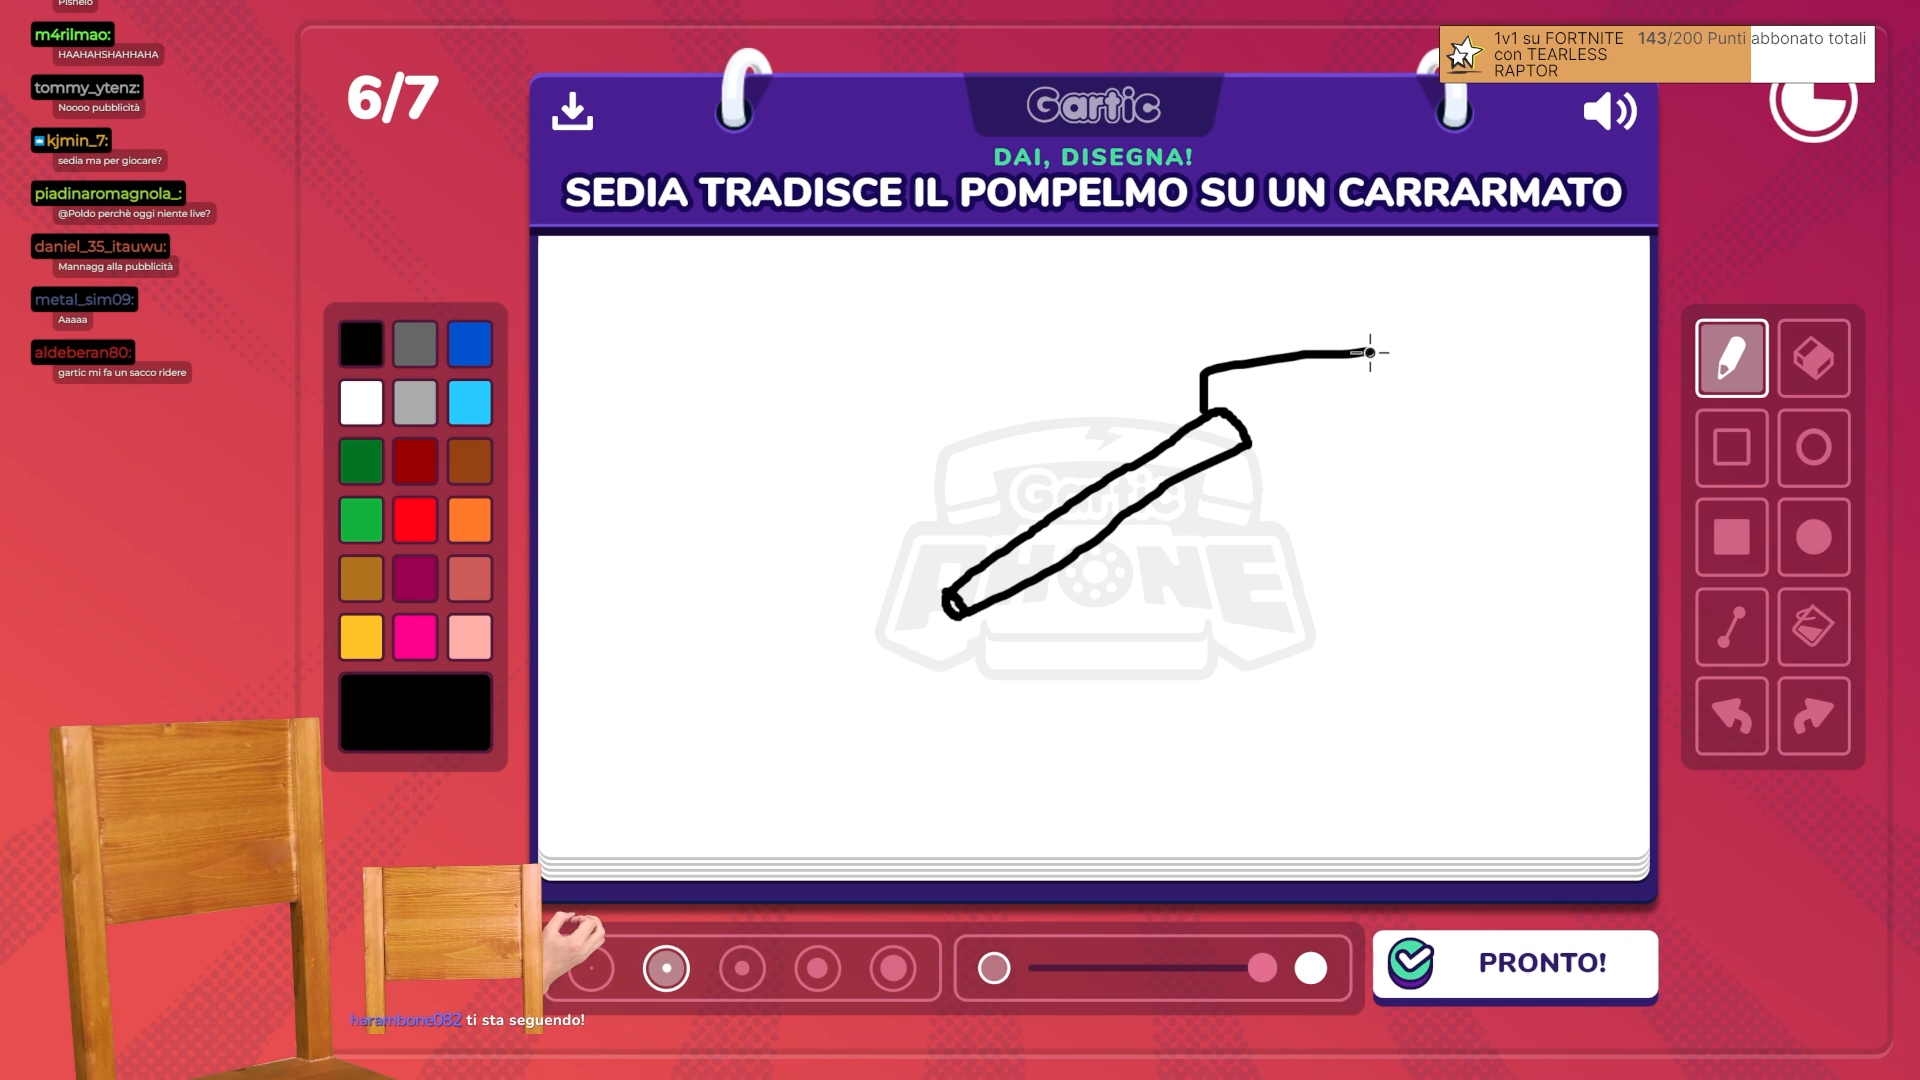 Pishelo
m4rilmao:
HAAHAHSHAHHAHA
tommy_ytenz:
Noooo pubblicità
kjmin_7:
sedia ma per giocare?
piadinaromagnola_:
@Poldo perchè oggi niente live?
daniel_35_itauwu:
Mannagg alla pubblicità
metal_sim09:
Aaaaa
aldeberan80:
gartic mi fa un sacco ridere
6/7
Gartic
DAI, DISEGNA!
SEDIA TRADISCE IL POMPELMO SU UN CARRARMATO
1v1 su FORTNITE
con TEARLESS
RAPTOR
143/200 Punti abbonato totali
Gartic
PHONE
PRONTO!
harambone082 ti sta seguendo!